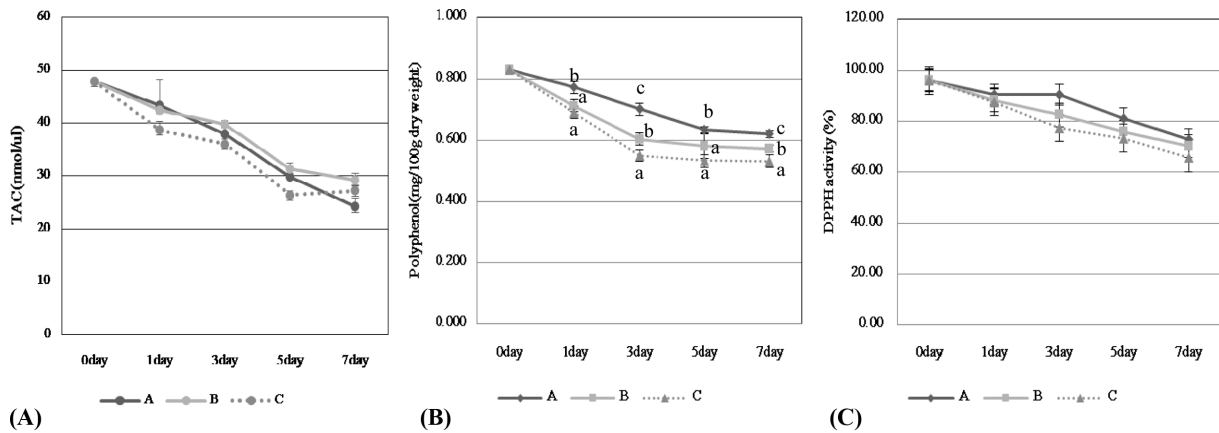 TAC(nmol/ul)
60
50
40
30
20
10
0
0day 1day 3day 5day 7day
A B C
(A)
Polyphenol(mg/100g dry weight)
1.000
0.800
0.600
0.400
0.200
0.000
b
a
a
c
b
a
b
a
a
c
b
a
0day 1day 3day 5day 7day
A B C
(B)
DPPH activity (%)
120.00
100.00
80.00
60.00
40.00
20.00
0.00
0day 1day 3day 5day 7day
A B C
(C)